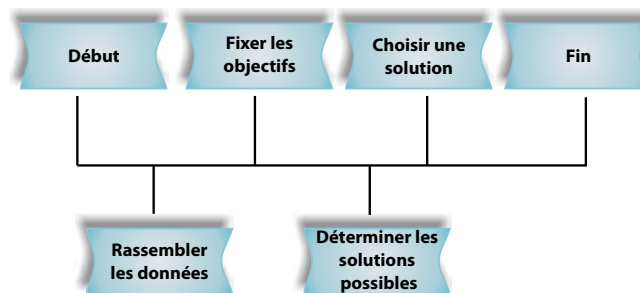 Début
Fixer les
objectifs
Choisir une
solution
Fin
Rassembler
les données
Déterminer les
solutions
possibles